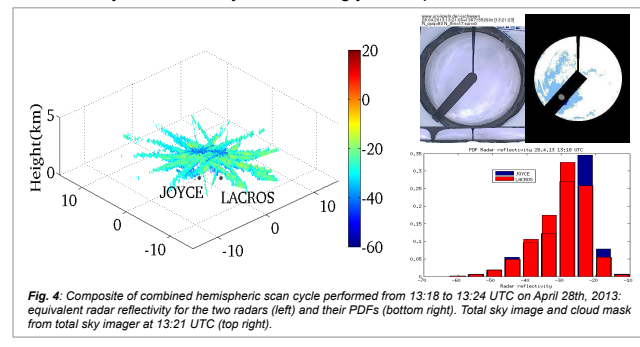 20
10
0
-20
-40
-60
5
0
Height(km)
10
0
-10
10
0
-10
JOYCE
LACROS
PDF Radar reflectivity 28.4.13 13:18 UTC
JOYCE
LACROS
0.35
0.3
0.25
0.2
0.15
0.1
0.05
0
-70
-60
-50
-40
-30
-20
-10
Radar reflectivity
Fig. 4: Composite of combined hemispheric scan cycle performed from 13:18 to 13:24 UTC on April 28th, 2013:
equivalent radar reflectivity for the two radars (left) and their PDFs (bottom right). Total sky image and cloud mask
from total sky imager at 13:21 UTC (top right).